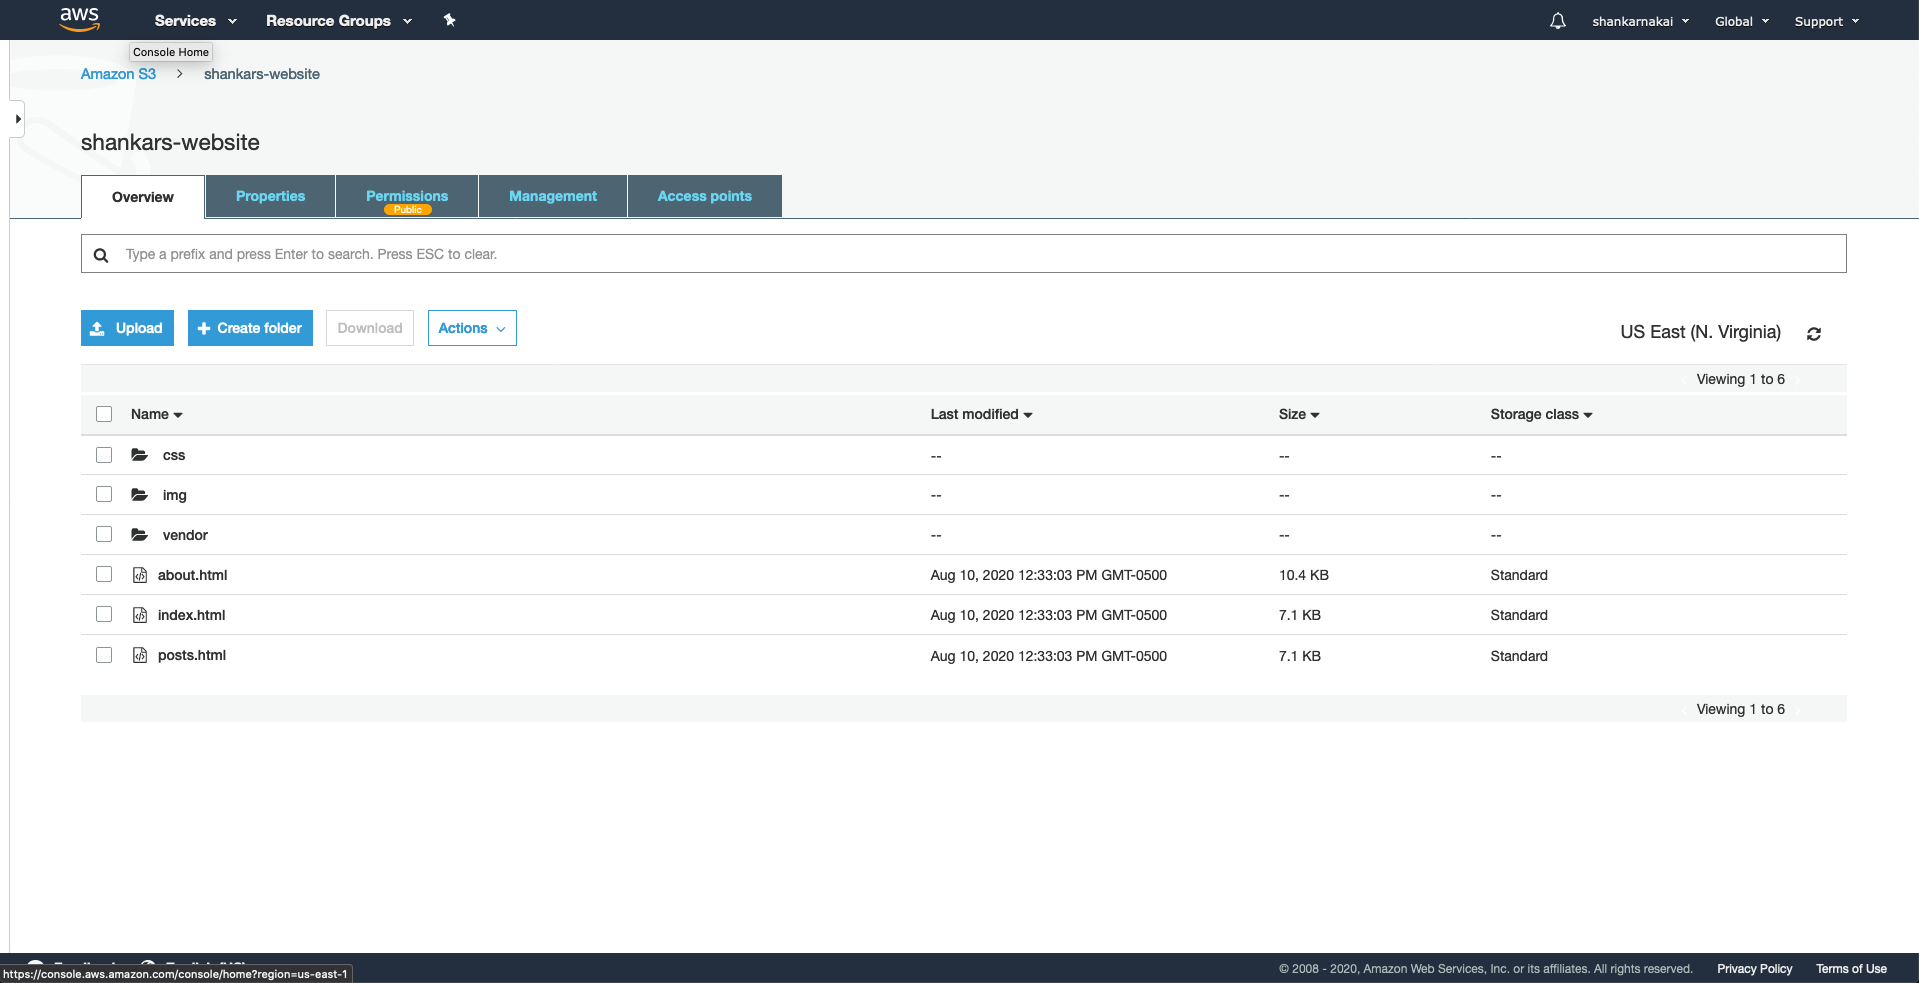 aws Services Resource Groups shankarnakai Global Support
Console Home
Amazon S3 > shankars-website
shankars-website
Overview Properties Permissions Management Access points
Public
Type a prefix and press Enter to search. Press ESC to clear.
Upload Create folder Download Actions US East (N. Virginia)
Viewing 1 to 6
Name Last modified Size Storage class
css -- -- --
img -- -- --
vendor -- -- --
about.html Aug 10, 2020 12:33:03 PM GMT-0500 10.4 KB Standard
index.html Aug 10, 2020 12:33:03 PM GMT-0500 7.1 KB Standard
posts.html Aug 10, 2020 12:33:03 PM GMT-0500 7.1 KB Standard
Viewing 1 to 6
https://console.aws.amazon.com/console/home?region=us-east-1 © 2008 - 2020, Amazon Web Services, Inc. or its affiliates. All rights reserved. Privacy Policy Terms of Use